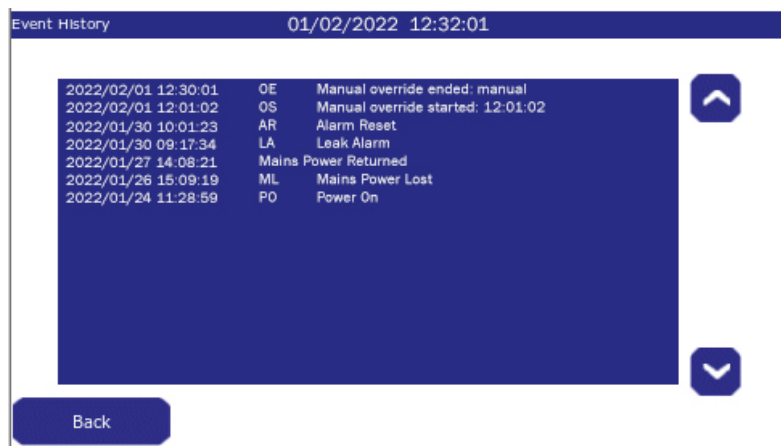 Event History 01/02/2022 12:32:01
2022/02/01 12:30:01 OE Manual override ended: manual
2022/02/01 12:01:02 OS Manual override started: 12:01:02
2022/01/30 10:01:23 AR Alarm Reset
2022/01/30 09:17:34 LA Leak Alarm
2022/01/27 14:08:21 Mains Power Returned
2022/01/26 15:09:19 ML Mains Power Lost
2022/01/24 11:28:59 PO Power On
Back